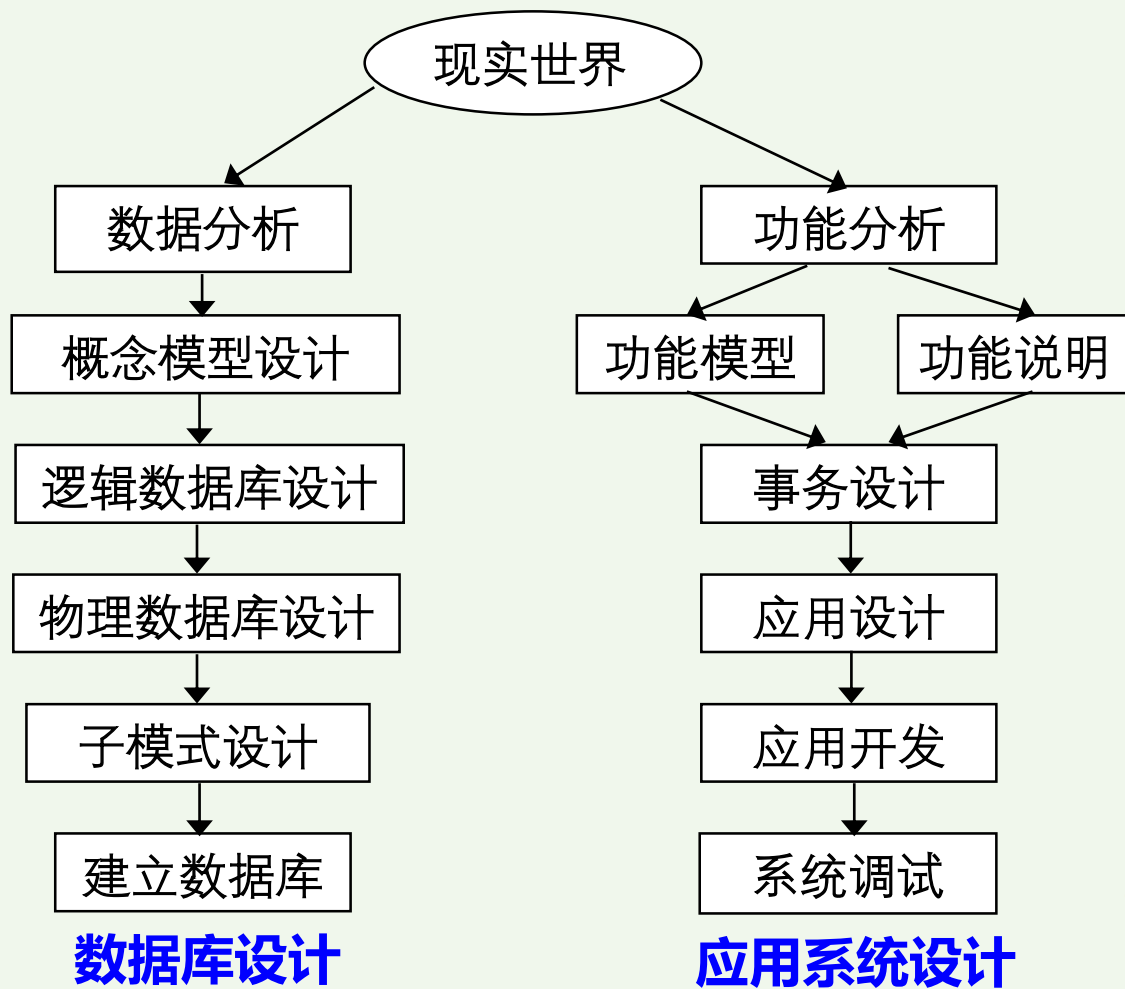 现实世界
数据分析
功能分析
概念模型设计
功能模型
功能说明
逻辑数据库设计
事务设计
物理数据库设计
应用设计
子模式设计
应用开发
建立数据库
系统调试
数据库设计
应用系统设计